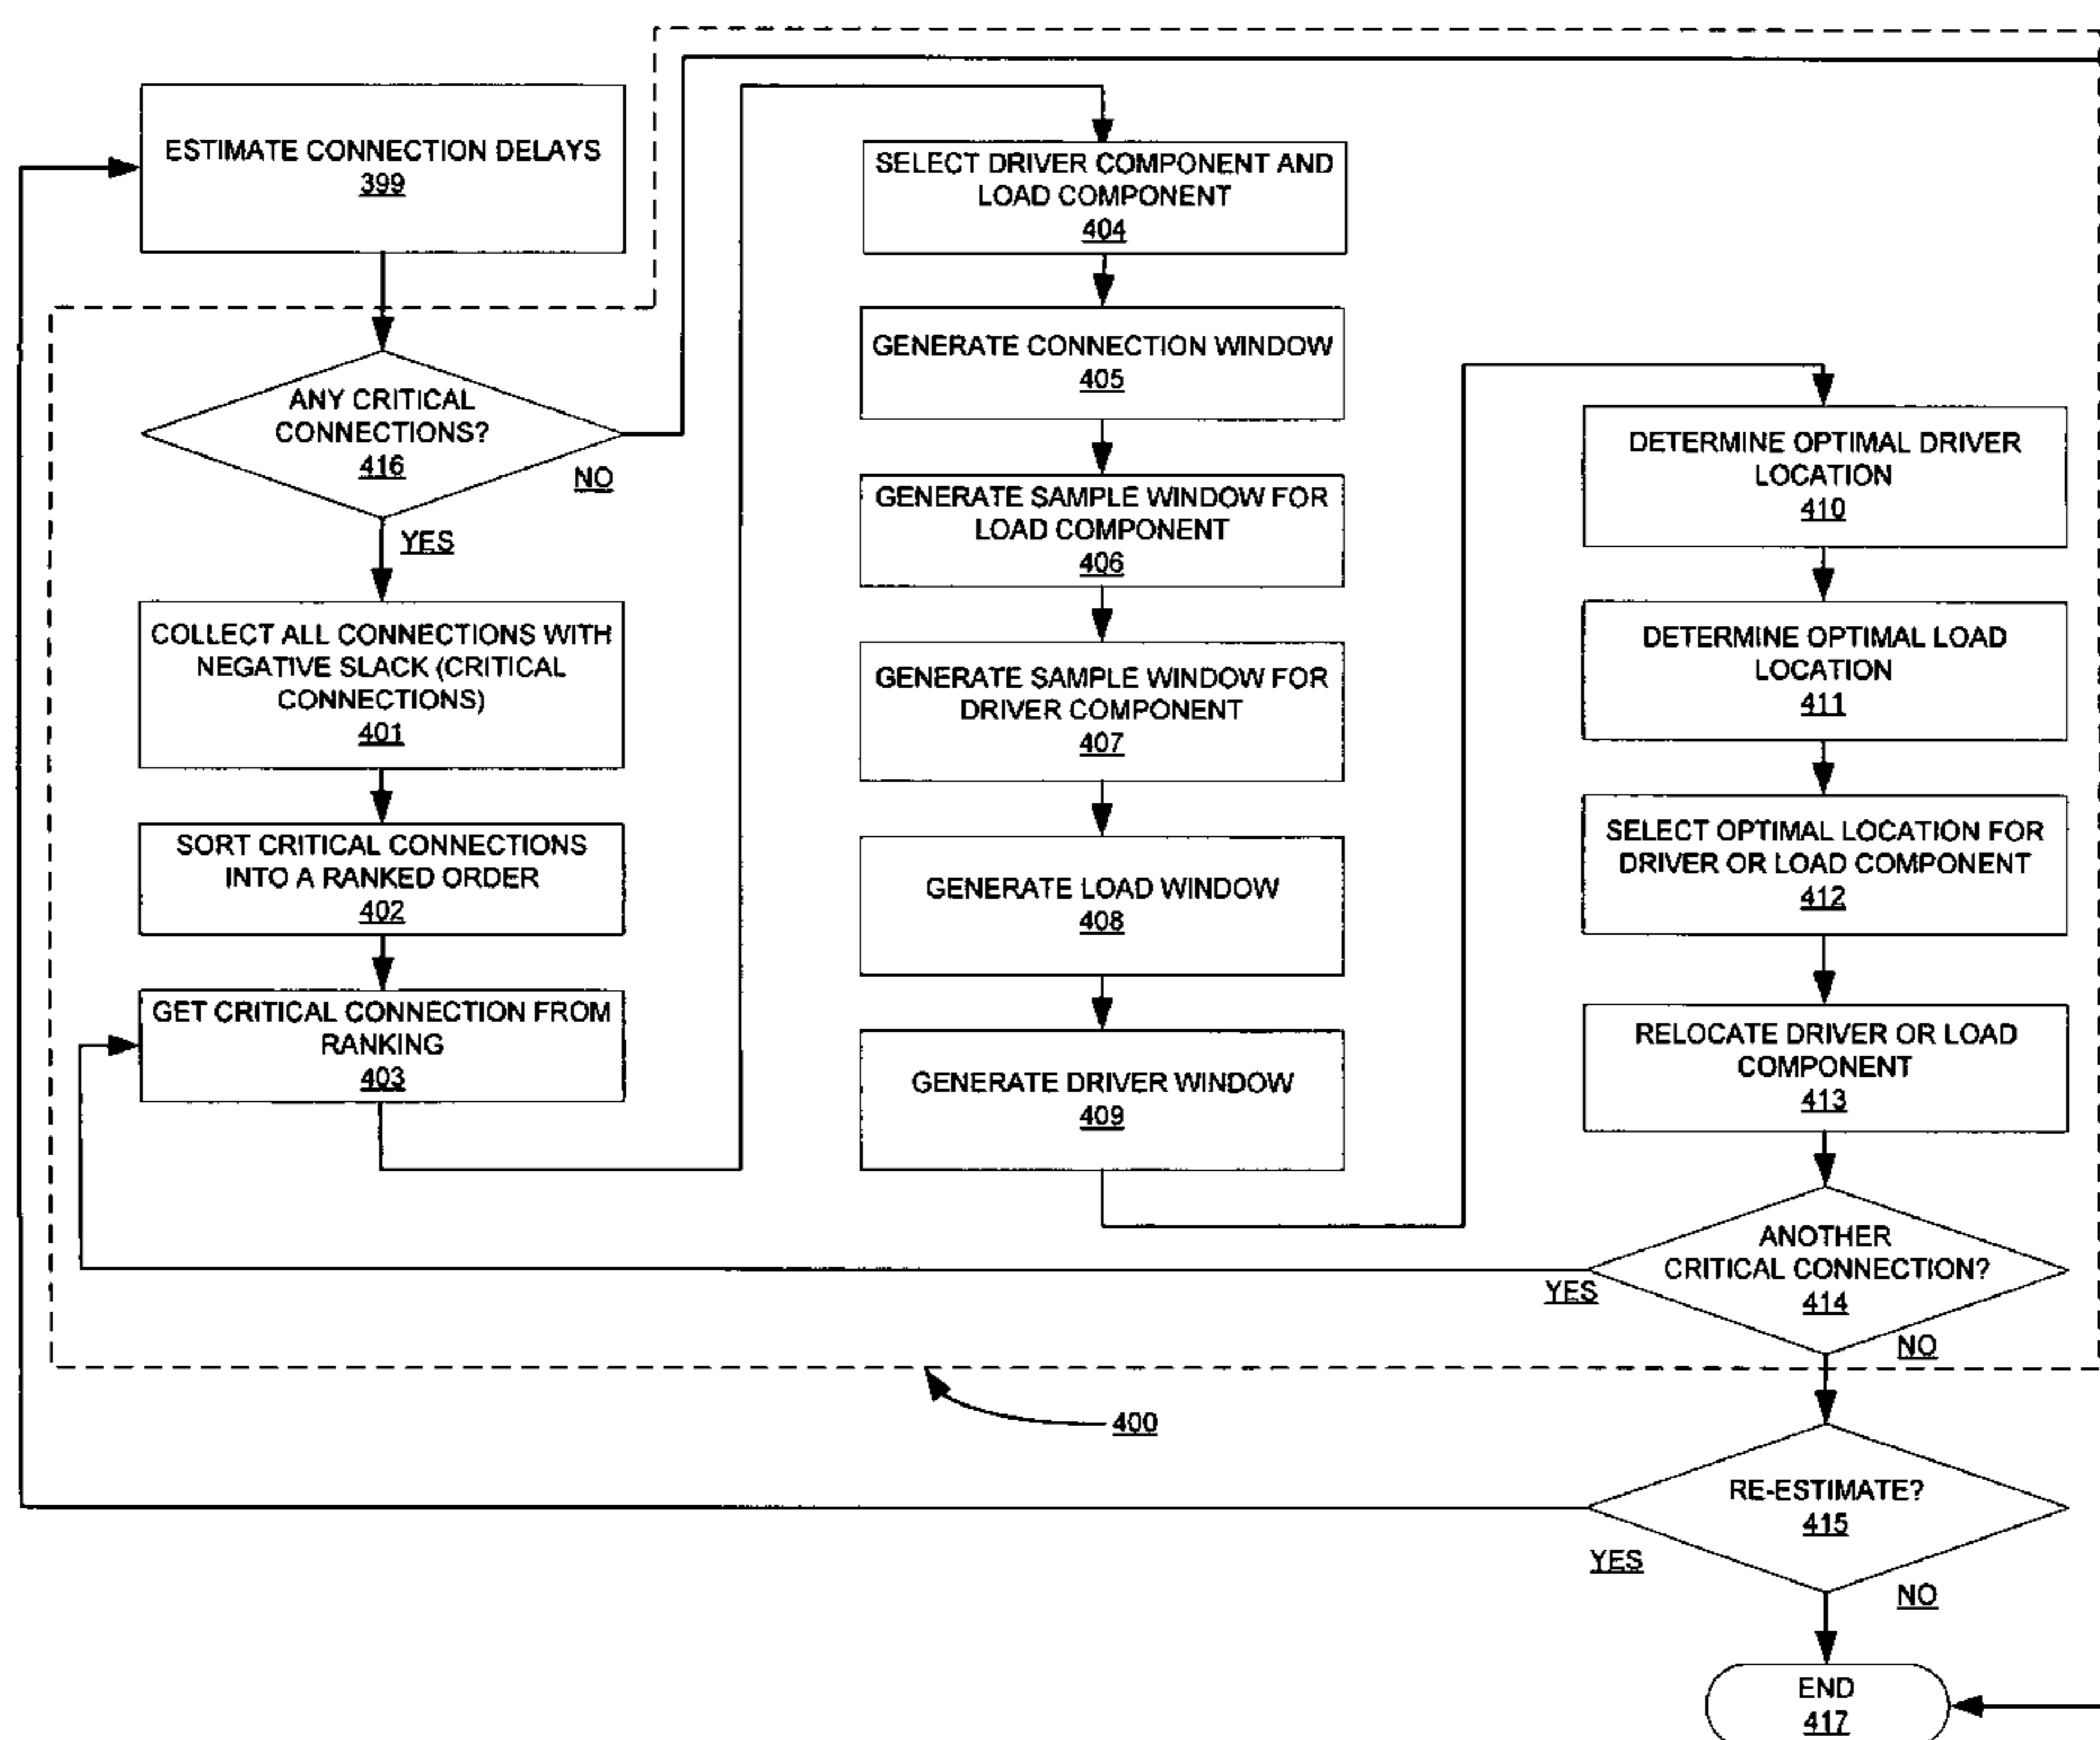 ESTIMATE CONNECTION DELAYS
399
ANY CRITICAL
CONNECTIONS?
416
NO
YES
COLLECT ALL CONNECTIONS WITH
NEGATIVE SLACK (CRITICAL
CONNECTIONS)
401
SORT CRITICAL CONNECTIONS
INTO A RANKED ORDER
402
GET CRITICAL CONNECTION FROM
RANKING
403
SELECT DRIVER COMPONENT AND
LOAD COMPONENT
404
GENERATE CONNECTION WINDOW
405
GENERATE SAMPLE WINDOW FOR
LOAD COMPONENT
406
GENERATE SAMPLE WINDOW FOR
DRIVER COMPONENT
407
GENERATE LOAD WINDOW
408
GENERATE DRIVER WINDOW
409
DETERMINE OPTIMAL DRIVER
LOCATION
410
DETERMINE OPTIMAL LOAD
LOCATION
411
SELECT OPTIMAL LOCATION FOR
DRIVER OR LOAD COMPONENT
412
RELOCATE DRIVER OR LOAD
COMPONENT
413
ANOTHER
CRITICAL CONNECTION?
414
YES
NO
400
RE-ESTIMATE?
415
YES
NO
END
417